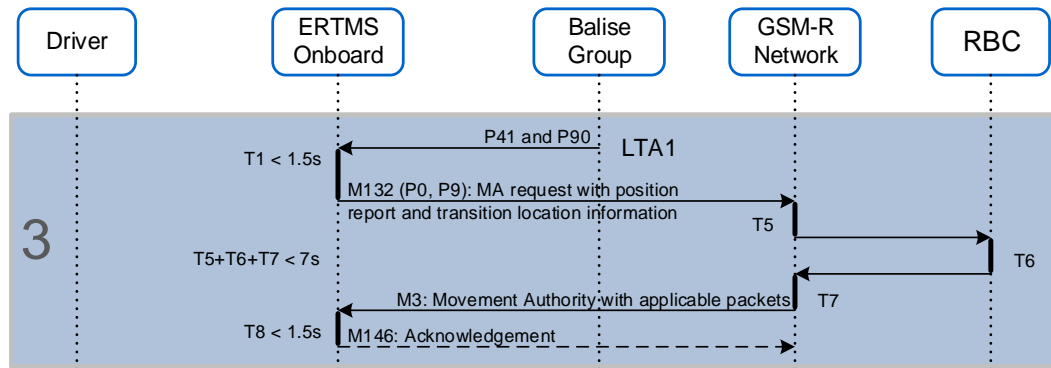 Driver
ERTMS
Onboard
Balise
Group
GSM-R
Network
RBC
3
P41 and P90
LTA1
T1 < 1.5s
M132 (P0, P9): MA request with position
report and transition location information
T5
T5+T6+T7 < 7s
T6
M3: Movement Authority with applicable packets
T7
T8 < 1.5s
M146: Acknowledgement